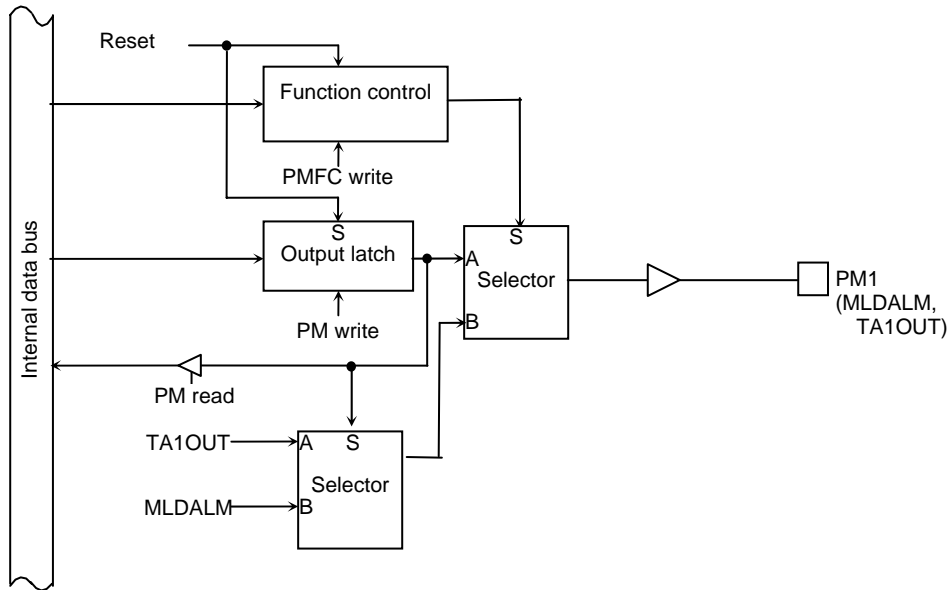 Reset
Function control
PMFC write
Internal data bus
S
Output latch
PM write
A
S
Selector
B
PM1
(MLDALM,
TA1OUT)
PM read
TA1OUT
A
S
Selector
MLDALM
B